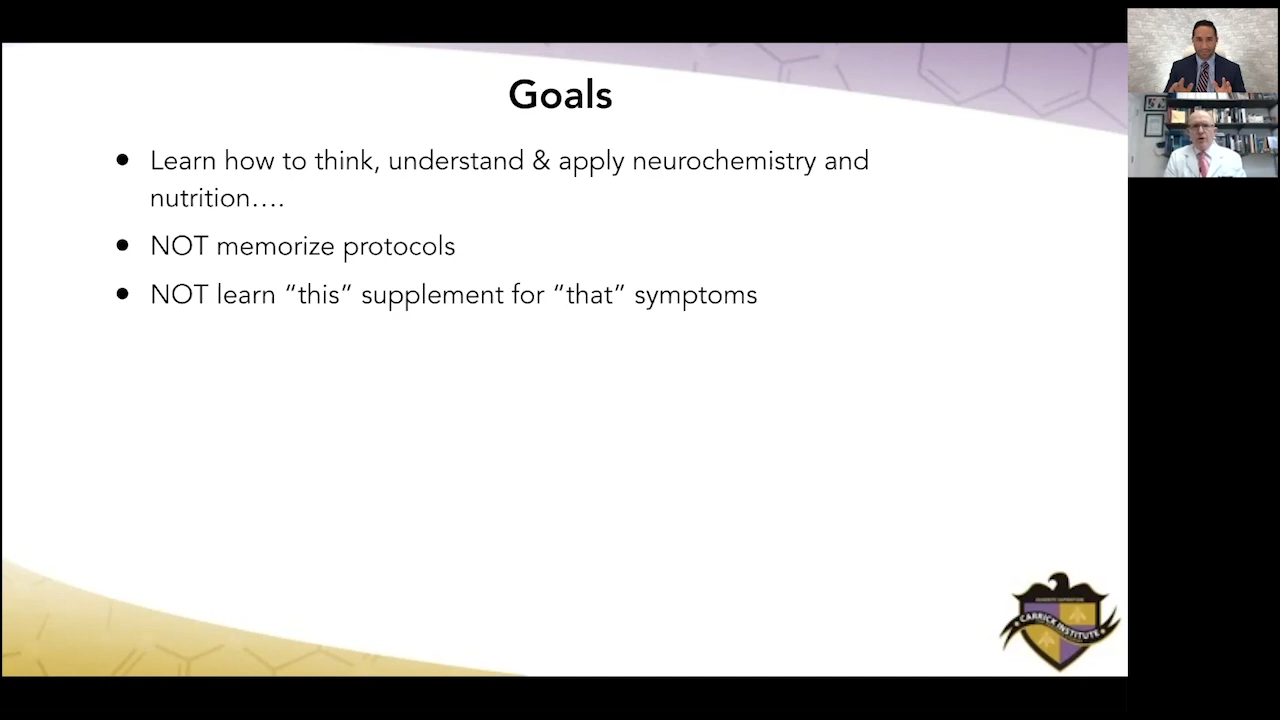 Goals
● Learn how to think, understand & apply neurochemistry and
nutrition….
● NOT memorize protocols
● NOT learn “this” supplement for “that” symptoms
CARRICK INSTITUTE